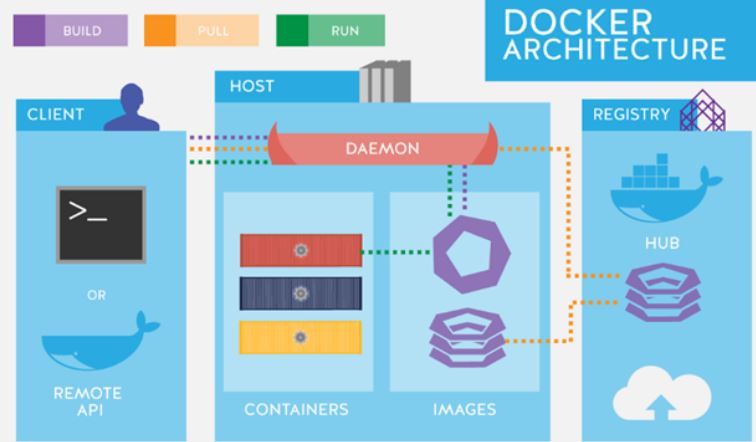 BUILD
PULL
RUN
DOCKER
ARCHITECTURE
CLIENT
HOST
REGISTRY
DAEMON
>_
OR
REMOTE
API
CONTAINERS
IMAGES
HUB